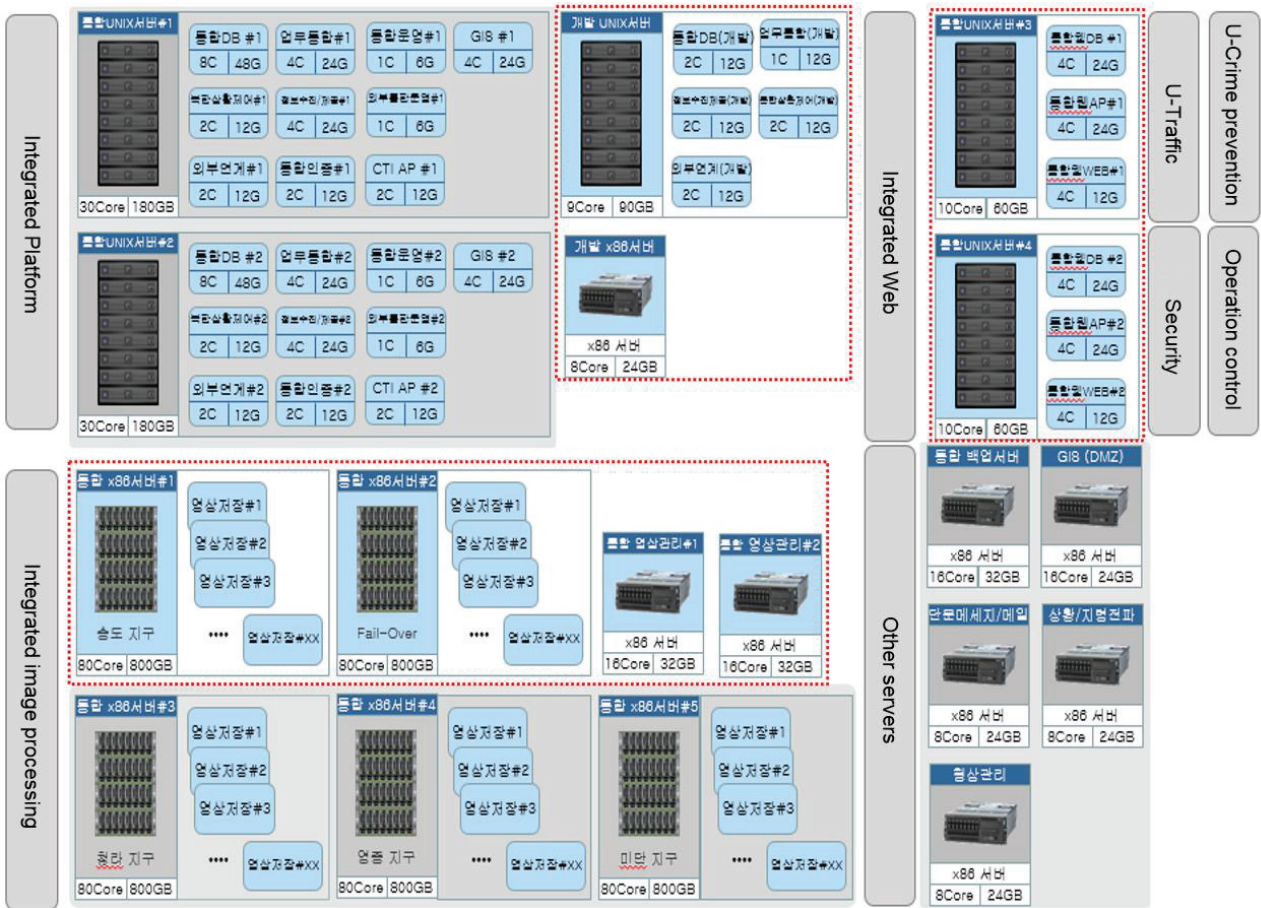 Integrated Platform
통합UNIX서버#1
30Core 180GB
통합DB #1
8C 48G
업무통합#1
4C 24G
통합운영#1
1C 6G
GIS #1
4C 24G
2C 12G
4C 24G
1C 6G
외부연계#1
2C 12G
통합인증#1
2C 12G
CTI AP #1
2C 12G
통합UNIX서버#2
30Core 180GB
통합DB #2
8C 48G
업무통합#2
4C 24G
통합운영#2
1C 6G
GIS #2
4C 24G
2C 12G
4C 24G
1C 6G
외부연계#2
2C 12G
통합인증#2
2C 12G
CTI AP #2
2C 12G
개발 UNIX서버
9Core 90GB
통합DB(개발)
2C 12G
업무통합(개발)
1C 12G
2C 12G
2C 12G
외부연계(개발)
2C 12G
개발 x86서버
x86 서버
8Core 24GB
Integrated Web
통합UNIX서버#3
10Core 60GB
통합웹DB #1
4C 24G
통합웹AP#1
4C 24G
통합웹WEB#1
4C 12G
통합UNIX서버#4
10Core 60GB
통합웹DB #2
4C 24G
통합웹AP#2
4C 24G
통합웹WEB#2
4C 12G
U-Traffic
U-Crime prevention
Security
Operation control
Integrated image processing
통합 x86서버#1
송도 지구
80Core 800GB
영상저장#1
영상저장#2
영상저장#3
....
영상저장#XX
통합 x86서버#2
Fail-Over
80Core 800GB
영상저장#1
영상저장#2
영상저장#3
....
영상저장#XX
통합 영상관리#1
x86 서버
16Core 32GB
통합 영상관리#2
x86 서버
16Core 32GB
통합 x86서버#3
청라 지구
80Core 800GB
영상저장#1
영상저장#2
영상저장#3
....
영상저장#XX
통합 x86서버#4
영종 지구
80Core 800GB
영상저장#1
영상저장#2
영상저장#3
....
영상저장#XX
통합 x86서버#5
미단 지구
80Core 800GB
영상저장#1
영상저장#2
영상저장#3
....
영상저장#XX
Other servers
통합 백업서버
x86 서버
16Core 32GB
GIS (DMZ)
x86 서버
16Core 24GB
단문메세지/메일
x86 서버
8Core 24GB
상황/지령전파
x86 서버
8Core 24GB
형상관리
x86 서버
8Core 24GB